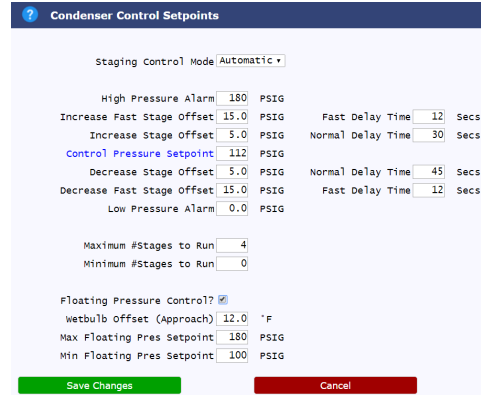 ? Condenser Control Setpoints
Staging Control Mode Automatic
High Pressure Alarm 180 PSIG
Increase Fast Stage Offset 15.0 PSIG Fast Delay Time 12 Secs
Increase Stage Offset 5.0 PSIG Normal Delay Time 30 Secs
Control Pressure Setpoint 112 PSIG
Decrease Stage Offset 5.0 PSIG Normal Delay Time 45 Secs
Decrease Fast Stage Offset 15.0 PSIG Fast Delay Time 12 Secs
Low Pressure Alarm 0.0 PSIG
Maximum #Stages to Run 4
Minimum #Stages to Run 0
Floating Pressure Control?
Wetbulb Offset (Approach) 12.0 °F
Max Floating Pres Setpoint 180 PSIG
Min Floating Pres Setpoint 100 PSIG
Save Changes Cancel